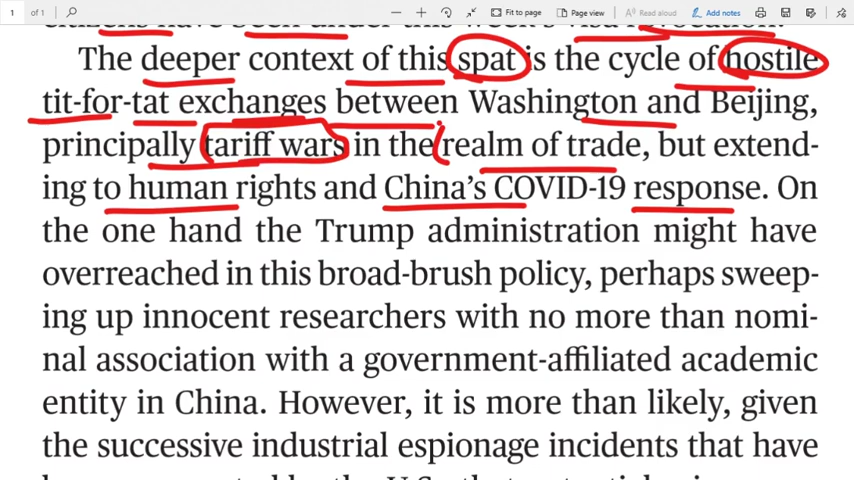 1 of 1 Fit to page Page view Read aloud Add notes
The deeper context of this spat is the cycle of hostile
tit-for-tat exchanges between Washington and Beijing,
principally tariff wars in the realm of trade, but extend-
ing to human rights and China's COVID-19 response. On
the one hand the Trump administration might have
overreached in this broad-brush policy, perhaps sweep-
ing up innocent researchers with no more than nomi-
nal association with a government-affiliated academic
entity in China. However, it is more than likely, given
the successive industrial espionage incidents that have